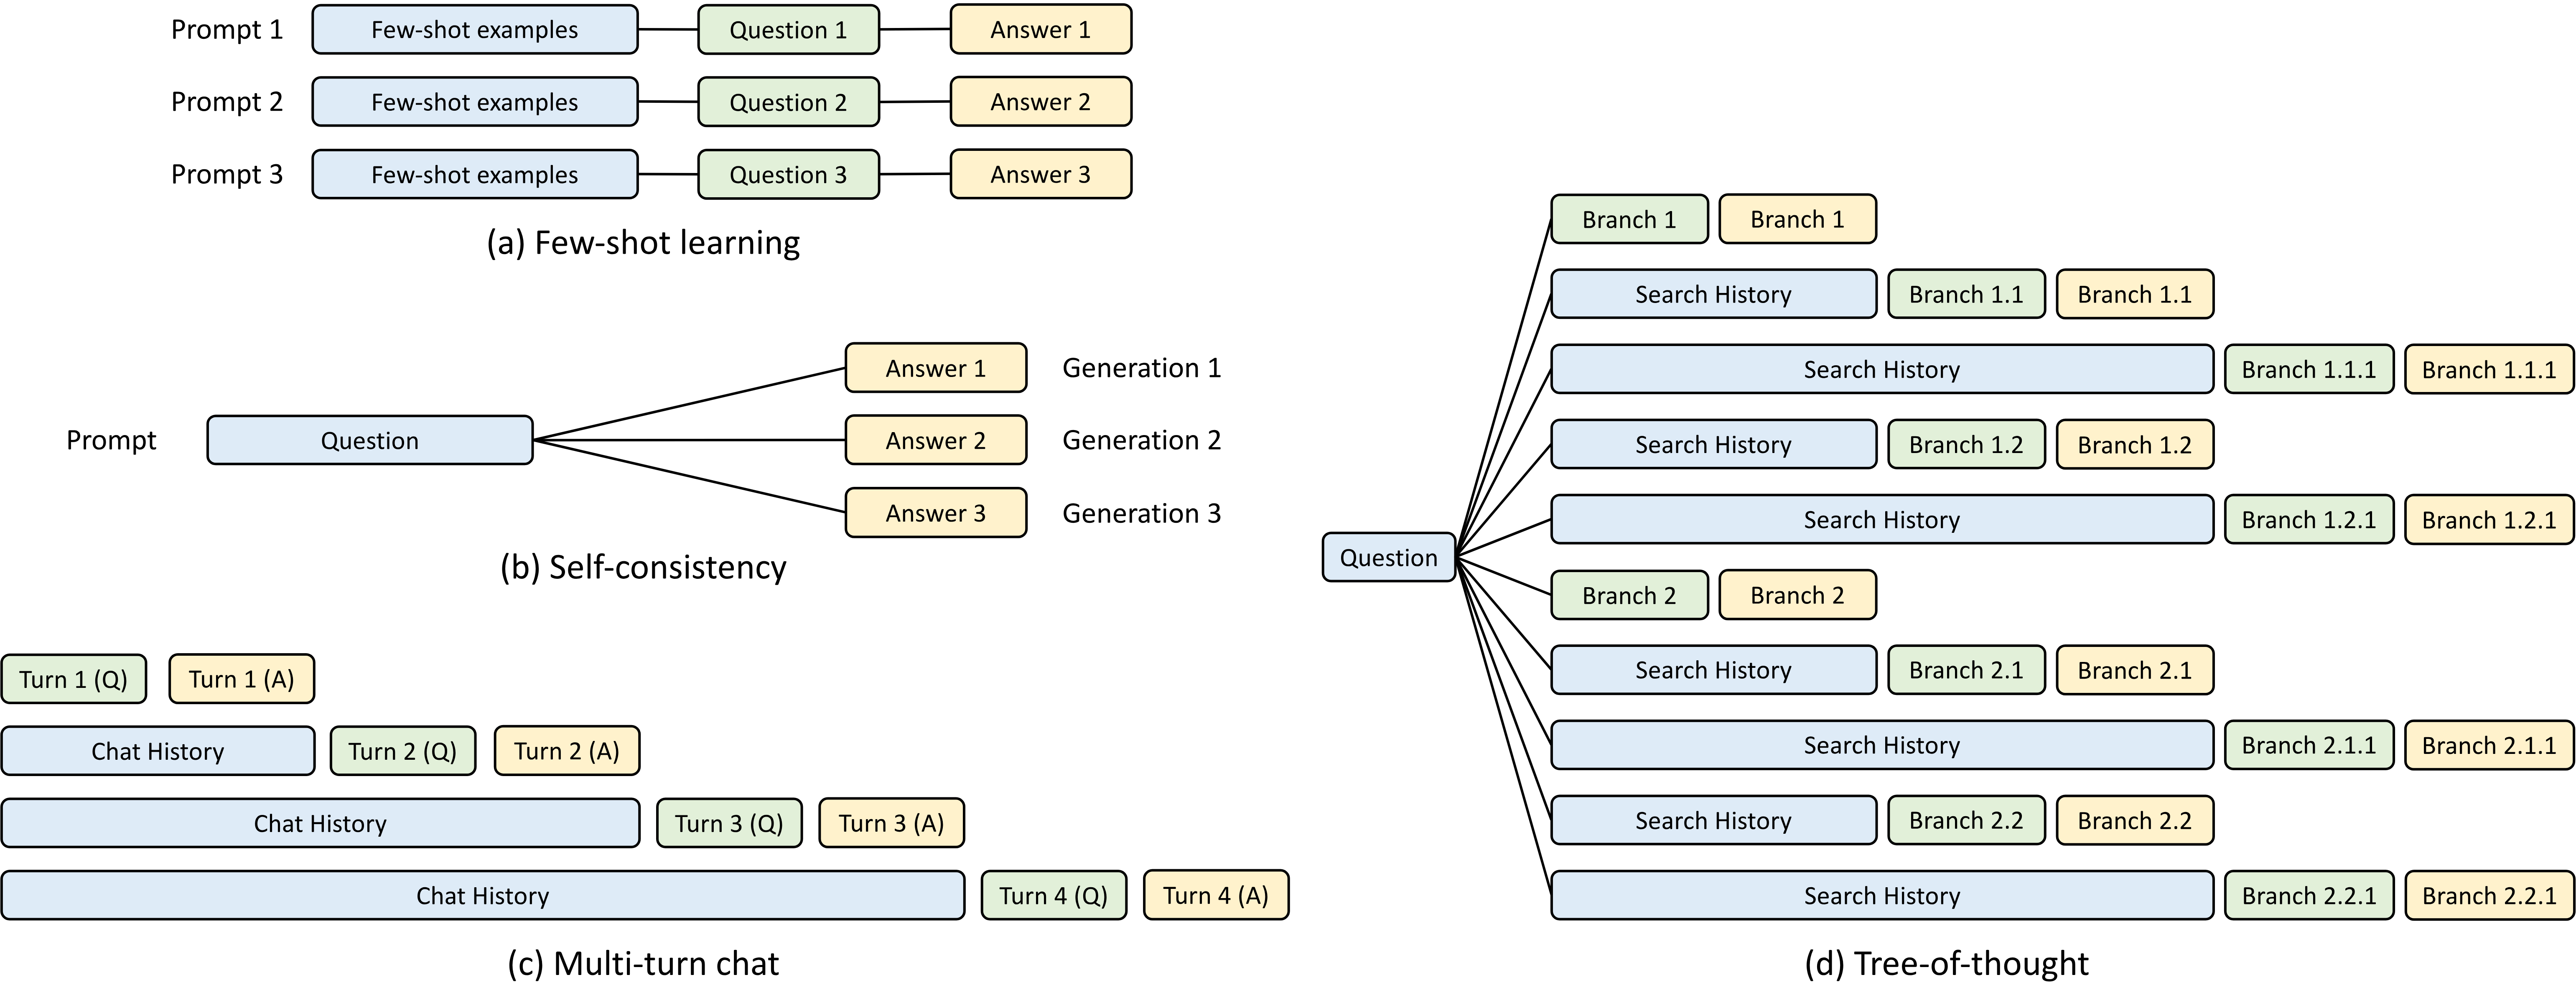 Prompt 1 Few-shot examples Question 1 Answer 1
Prompt 2 Few-shot examples Question 2 Answer 2
Prompt 3 Few-shot examples Question 3 Answer 3
(a) Few-shot learning
Answer 1 Generation 1
Prompt Question Answer 2 Generation 2
Answer 3 Generation 3
(b) Self-consistency
Turn 1 (Q) Turn 1 (A)
Chat History Turn 2 (Q) Turn 2 (A)
Chat History Turn 3 (Q) Turn 3 (A)
Chat History Turn 4 (Q) Turn 4 (A)
(c) Multi-turn chat
Question
Branch 1 Branch 1
Search History Branch 1.1 Branch 1.1
Search History Branch 1.1.1 Branch 1.1.1
Search History Branch 1.2 Branch 1.2
Search History Branch 1.2.1 Branch 1.2.1
Branch 2 Branch 2
Search History Branch 2.1 Branch 2.1
Search History Branch 2.1.1 Branch 2.1.1
Search History Branch 2.2 Branch 2.2
Search History Branch 2.2.1 Branch 2.2.1
(d) Tree-of-thought